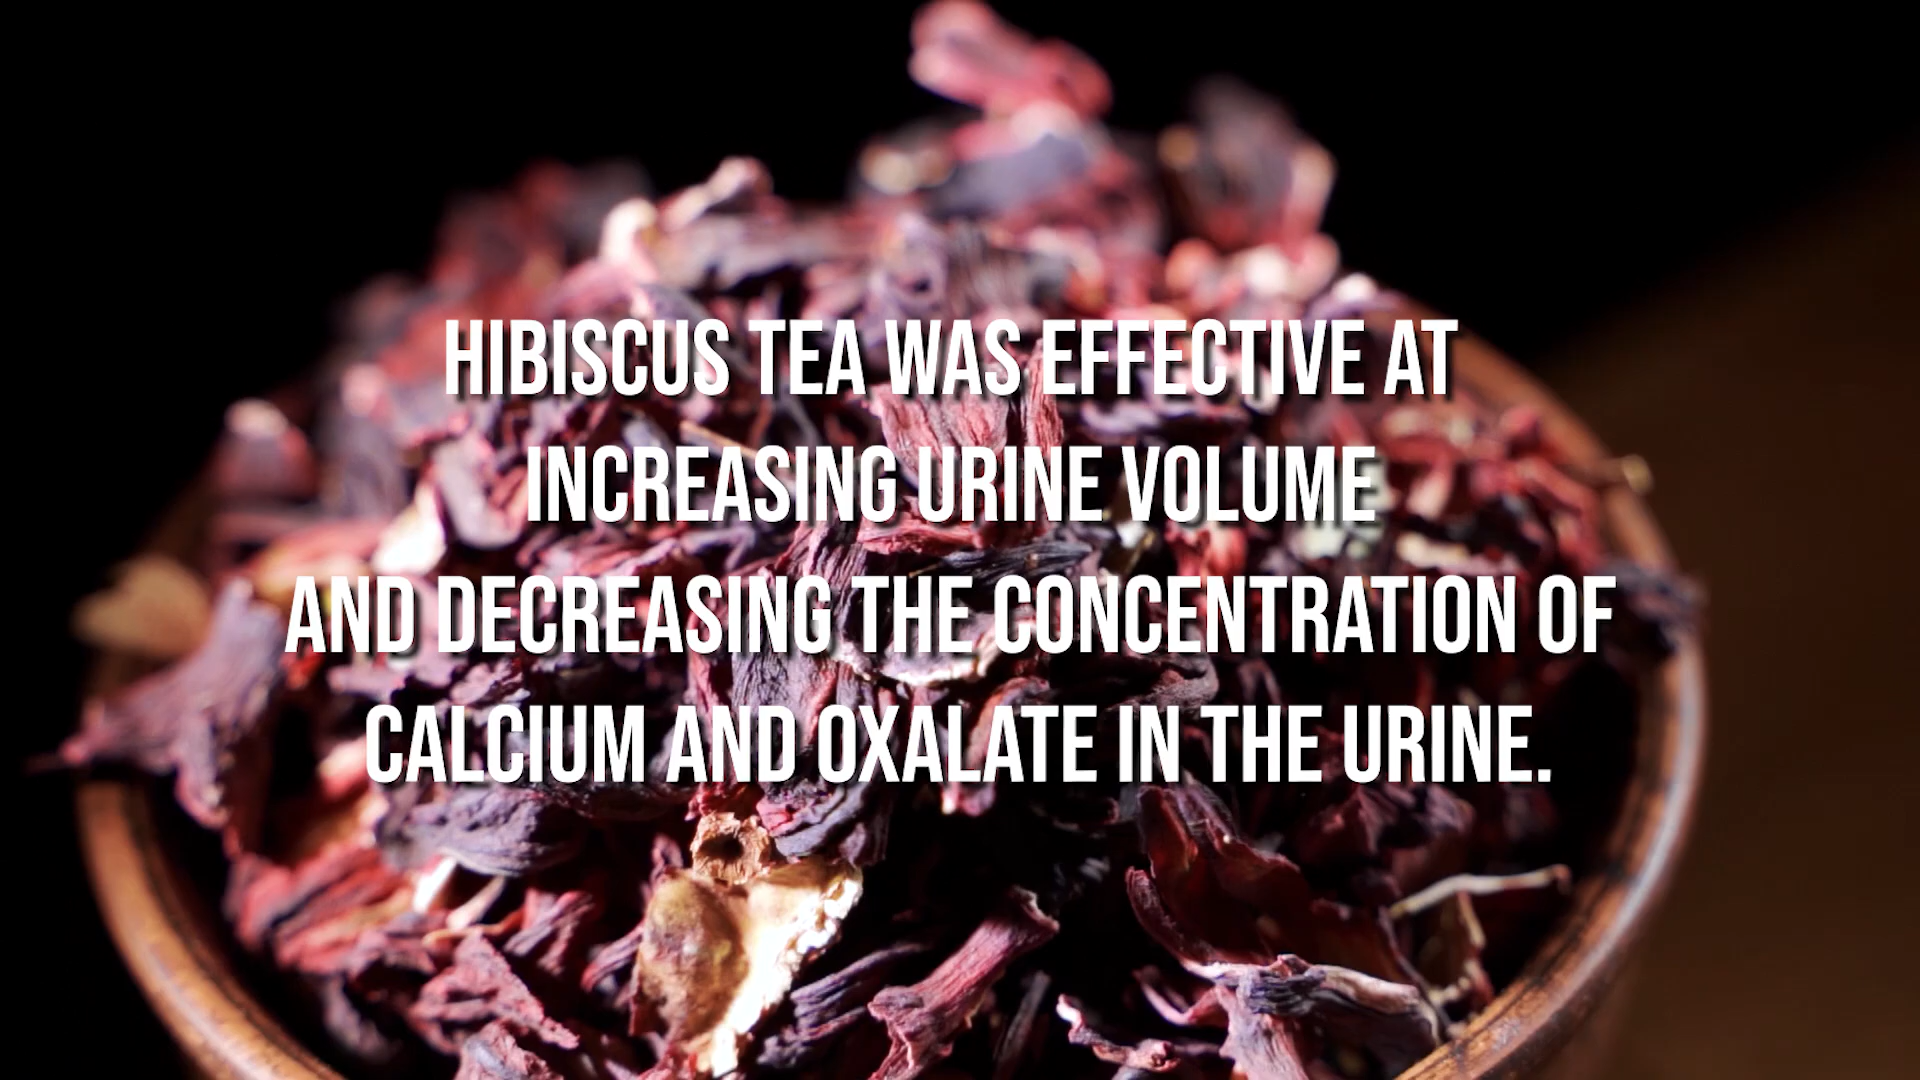 HIBISCUS TEA WAS EFFECTIVE AT
INCREASING URINE VOLUME
AND DECREASING THE CONCENTRATION OF
CALCIUM AND OXALATE IN THE URINE.